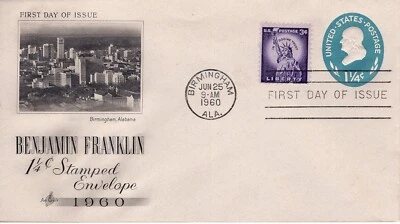 FIRST DAY OF ISSUE
Birmingham, Alabama
BENJAMIN FRANKLIN
1¼¢ Stamped
Envelope
1960
ArtCraft
U.S. POSTAGE 3¢
LIBERTY
BIRMINGHAM
JUN 25
9-AM
1960
ALA.
UNITED·STATES·POSTAGE
1¼¢
FIRST DAY OF ISSUE